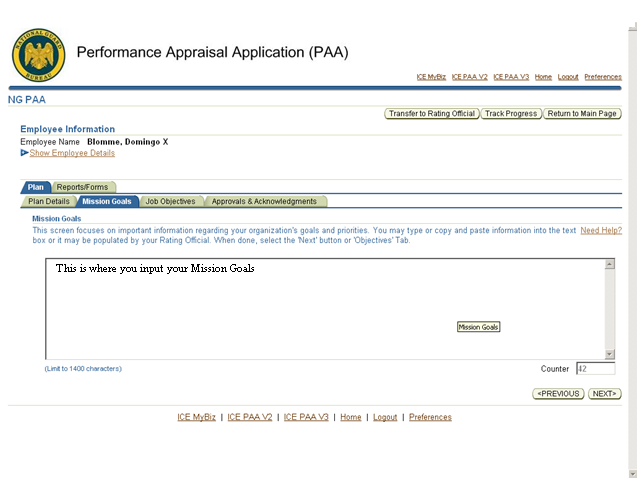 NATIONAL GUARD
BUREAU
Performance Appraisal Application (PAA)
ICE MyBiz ICE PAA V2 ICE PAA V3 Home Logout Preferences
NG PAA
Transfer to Rating Official Track Progress Return to Main Page
Employee Information
Employee Name Blomme, Domingo X
Show Employee Details
Plan Reports/Forms
Plan Details Mission Goals Job Objectives Approvals & Acknowledgments
Mission Goals
This screen focuses on important information regarding your organization's goals and priorities. You may type or copy and paste information into the text Need Help?
box or it may be populated by your Rating Official. When done, select the 'Next' button or 'Objectives' Tab.
This is where you input your Mission Goals
Mission Goals
(Limit to 1400 characters) Counter 42
<PREVIOUS NEXT>
ICE MyBiz | ICE PAA V2 | ICE PAA V3 | Home | Logout | Preferences